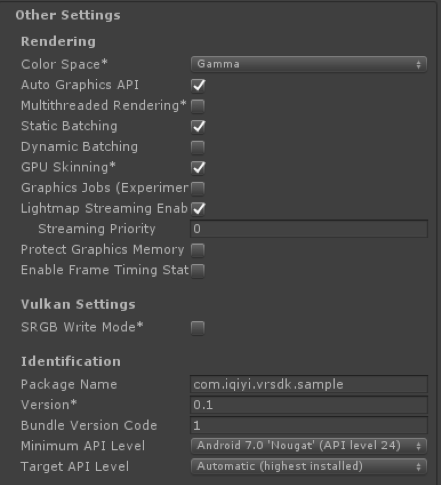 Other Settings
Rendering
Color Space* Gamma
Auto Graphics API
Multithreaded Rendering*
Static Batching
Dynamic Batching
GPU Skinning*
Graphics Jobs (Experimer
Lightmap Streaming Enab
Streaming Priority 0
Protect Graphics Memory
Enable Frame Timing Stat
Vulkan Settings
SRGB Write Mode*
Identification
Package Name com.iqiyi.vrsdk.sample
Version* 0.1
Bundle Version Code 1
Minimum API Level Android 7.0 'Nougat' (API level 24)
Target API Level Automatic (highest installed)